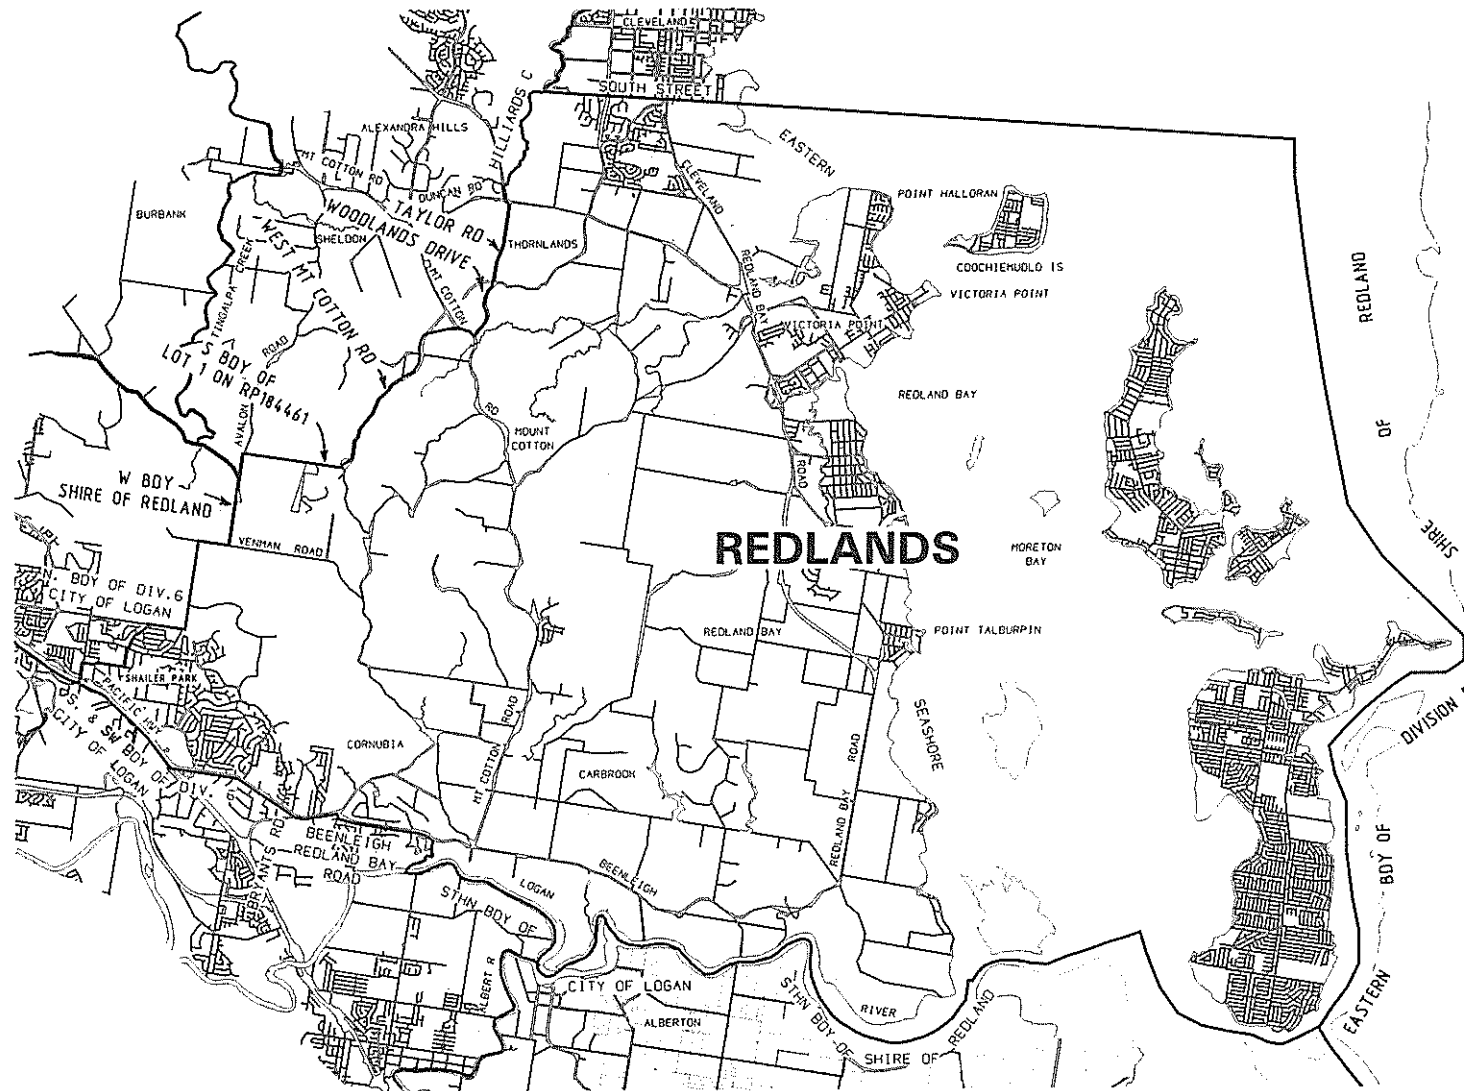 CLEVELAND
SOUTH STREET
HILLIARDS C
ALEXANDRA HILLS
EASTERN
MT COTTON RD
DUNCAN RD
CLEVELAND
POINT HALLORAN
BURBANK
TAYLOR RD
WOODLANDS DRIVE
SHELDON
THORNLANDS
WEST MT COTTON RD
TINGALPA CREEK
MT COTTON
REDLAND BAY
COOCHIEMUDLO IS
VICTORIA POINT
VICTORIA POINT
REDLAND
OF
SHIRE
S BDY OF
LOT 1 ON RP184461
ROAD
AVALON
RD
MOUNT
COTTON
REDLAND BAY
ROAD
W BDY
SHIRE OF REDLAND
VENMAN ROAD
REDLANDS
MORETON
BAY
N. BDY OF DIV.6
CITY OF LOGAN
REDLAND BAY
POINT TALBURPIN
SHAILER PARK
PACIFIC HWY
S. & SW BDY OF DIV.
CITY OF
LOGAN
CORNUBIA
MT COTTON
ROAD
CARBROOK
SEASHORE
REDLAND BAY
ROAD
DIVISION
BDY OF
EASTERN
BRYANTS RD
BEENLEIGH
REDLAND BAY
ROAD
BEENLEIGH
LOGAN
STHN BDY OF
CITY OF LOGAN
ALBERT R
ALBERTON
RIVER
STHN BDY OF SHIRE OF REDLAND